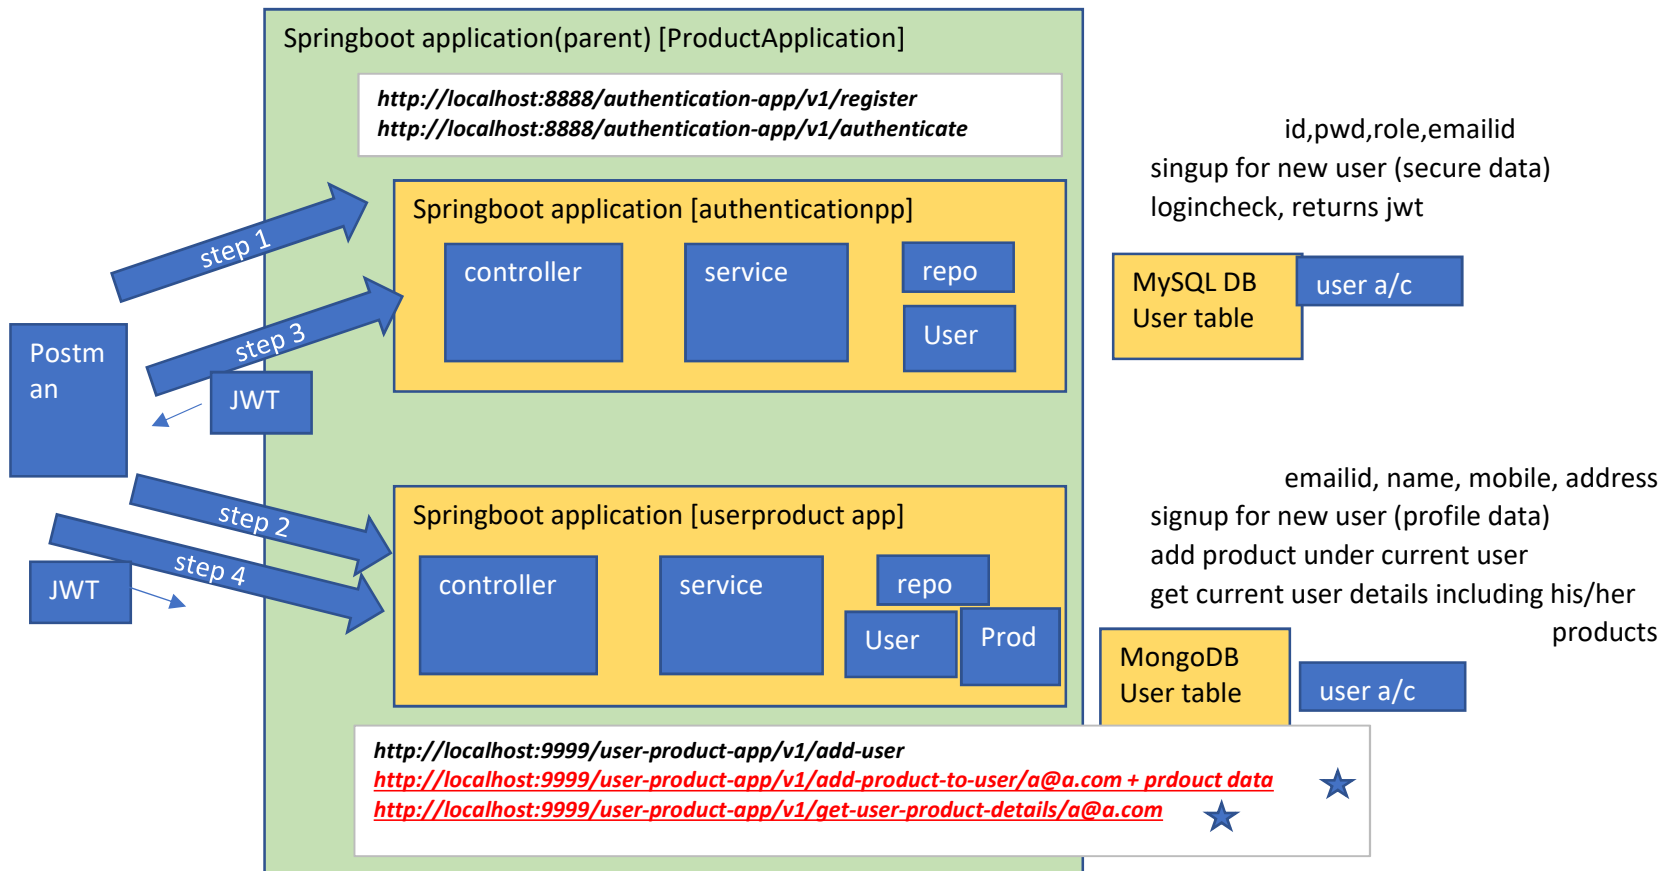 Springboot application(parent) [ProductApplication]
http://localhost:8888/authentication-app/v1/register
http://localhost:8888/authentication-app/v1/authenticate
id,pwd,role,emailid
singup for new user (secure data)
logincheck, returns jwt
step 1
Springboot application [authenticationpp]
controller
service
repo
User
MySQL DB
User table
user a/c
step 3
Postm
an
JWT
emailid, name, mobile, address
signup for new user (profile data)
add product under current user
get current user details including his/her
products
step 2
Springboot application [userproduct app]
step 4
JWT
controller
service
repo
User
Prod
MongoDB
User table
user a/c
http://localhost:9999/user-product-app/v1/add-user
http://localhost:9999/user-product-app/v1/add-product-to-user/a@a.com + prdouct data
http://localhost:9999/user-product-app/v1/get-user-product-details/a@a.com